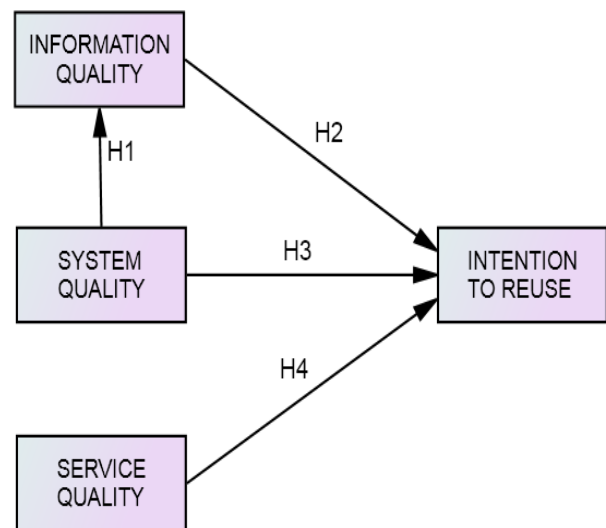 INFORMATION
QUALITY
H1
H2
SYSTEM
QUALITY
H3
INTENTION
TO REUSE
H4
SERVICE
QUALITY